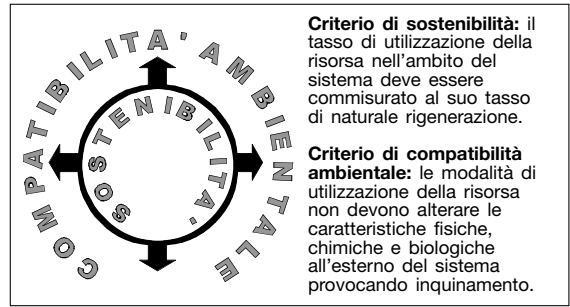 COMPATIBILITA' AMBIENTALE
SOSTENIBILITA'
Criterio di sostenibilità: il
tasso di utilizzazione della
risorsa nell'ambito del
sistema deve essere
commisurato al suo tasso
di naturale rigenerazione.
Criterio di compatibilità
ambientale: le modalità di
utilizzazione della risorsa
non devono alterare le
caratteristiche fisiche,
chimiche e biologiche
all'esterno del sistema
provocando inquinamento.